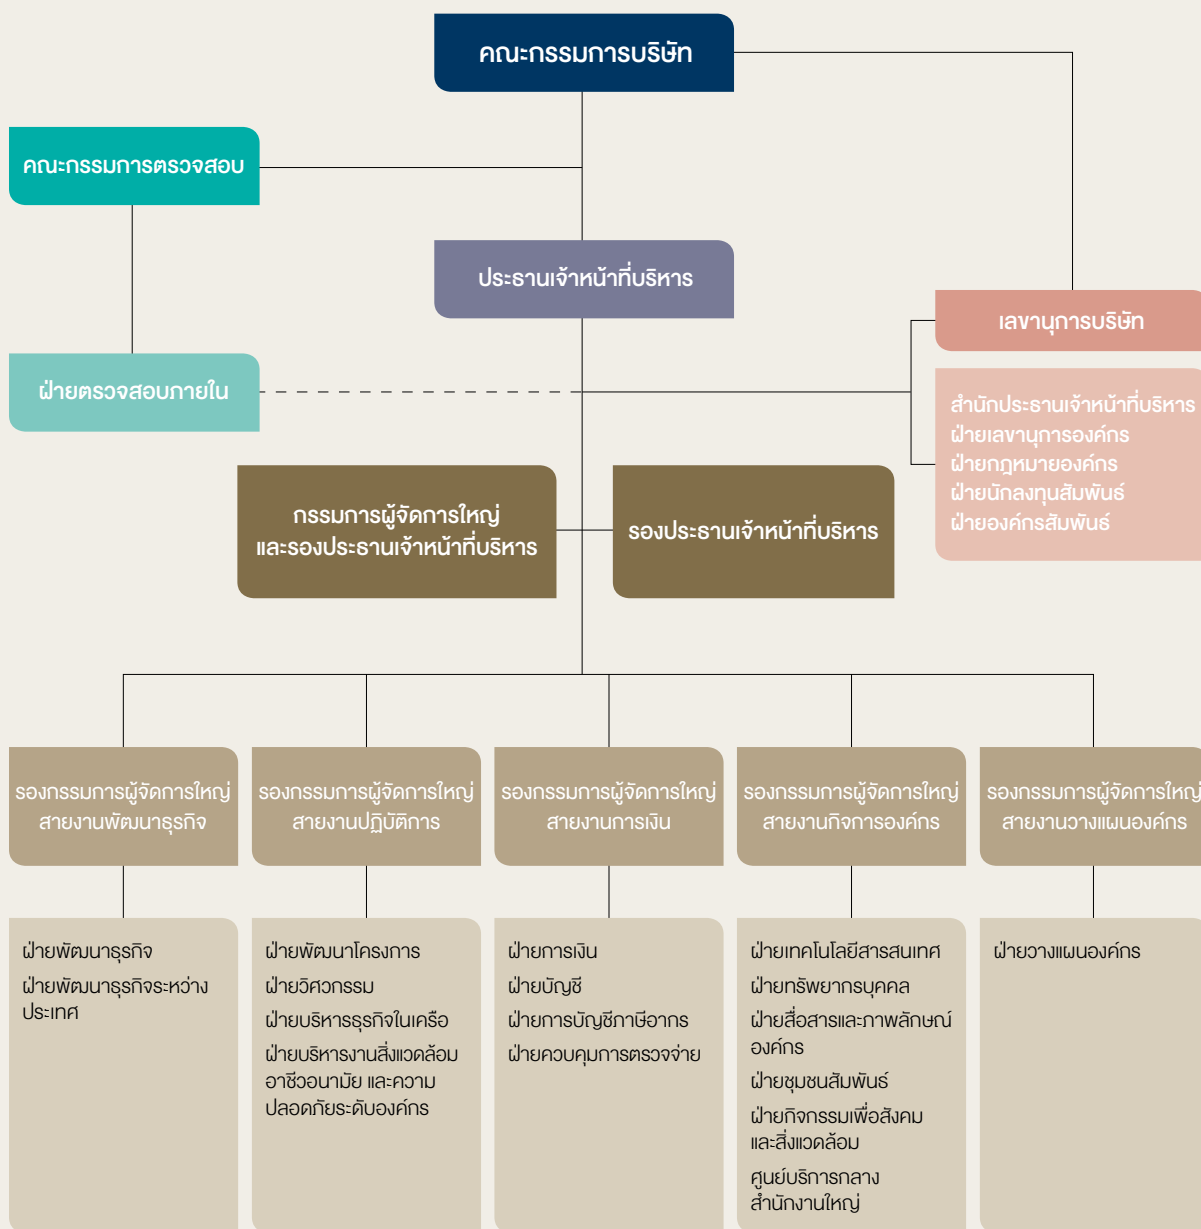 คณะกรรมการบริษัท
คณะกรรมการตรวจสอบ
ประธานเจ้าหน้าที่บริหาร
เลขานุการบริษัท
ฝ่ายตรวจสอบภายใน
สำนักประธานเจ้าหน้าที่บริหาร
ฝ่ายเลขานุการองค์กร
ฝ่ายกฎหมายองค์กร
ฝ่ายนักลงทุนสัมพันธ์
ฝ่ายองค์กรสัมพันธ์
กรรมการผู้จัดการใหญ่
และรองประธานเจ้าหน้าที่บริหาร
รองประธานเจ้าหน้าที่บริหาร
รองกรรมการผู้จัดการใหญ่
สายงานพัฒนาธุรกิจ
รองกรรมการผู้จัดการใหญ่
สายงานปฏิบัติการ
รองกรรมการผู้จัดการใหญ่
สายงานการเงิน
รองกรรมการผู้จัดการใหญ่
สายงานกิจการองค์กร
รองกรรมการผู้จัดการใหญ่
สายงานวางแผนองค์กร
ฝ่ายพัฒนาธุรกิจ
ฝ่ายพัฒนาธุรกิจระหว่าง
ประเทศ
ฝ่ายพัฒนาโครงการ
ฝ่ายวิศวกรรม
ฝ่ายบริหารธุรกิจในเครือ
ฝ่ายบริหารงานสิ่งแวดล้อม
อาชีวอนามัย และความ
ปลอดภัยระดับองค์กร
ฝ่ายการเงิน
ฝ่ายบัญชี
ฝ่ายการบัญชีภาษีอากร
ฝ่ายควบคุมการตรวจจ่าย
ฝ่ายเทคโนโลยีสารสนเทศ
ฝ่ายทรัพยากรบุคคล
ฝ่ายสื่อสารและภาพลักษณ์
องค์กร
ฝ่ายชุมชนสัมพันธ์
ฝ่ายกิจกรรมเพื่อสังคม
และสิ่งแวดล้อม
ศูนย์บริการกลาง
สำนักงานใหญ่
ฝ่ายวางแผนองค์กร